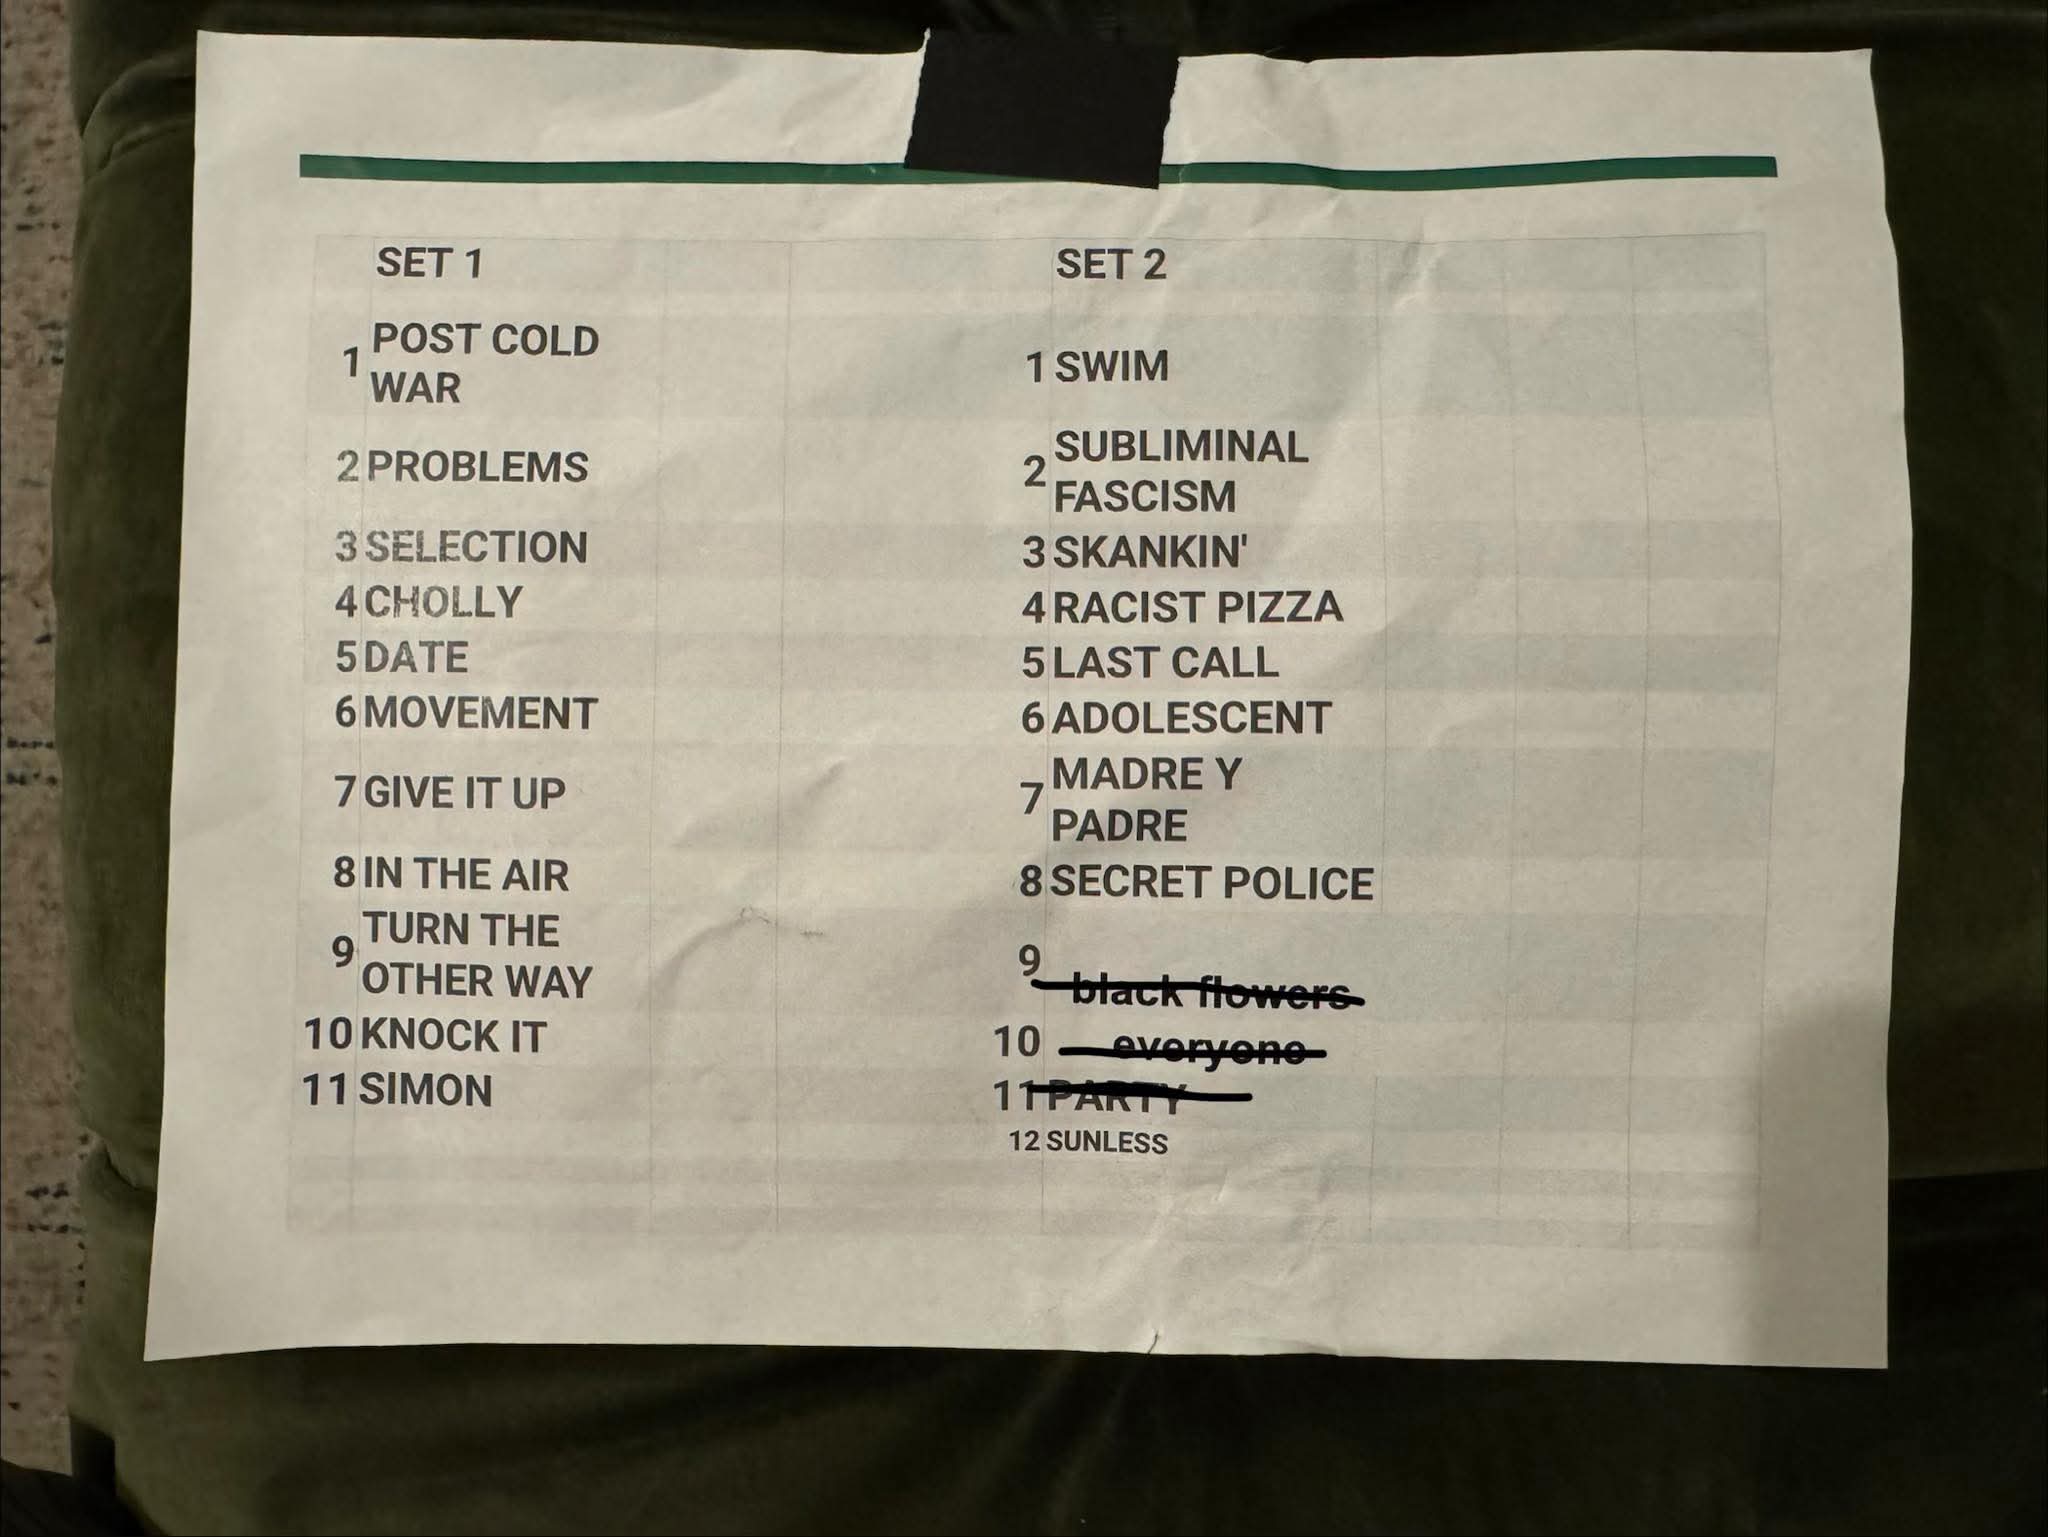 SET 1
1 POST COLD
WAR
2 PROBLEMS
3 SELECTION
4 CHOLLY
5 DATE
6 MOVEMENT
7 GIVE IT UP
8 IN THE AIR
9 TURN THE
OTHER WAY
10 KNOCK IT
11 SIMON
SET 2
1 SWIM
2 SUBLIMINAL
FASCISM
3 SKANKIN'
4 RACIST PIZZA
5 LAST CALL
6 ADOLESCENT
7 MADRE Y
PADRE
8 SECRET POLICE
9 black flowers
10 everyone
11 PARTY
12 SUNLESS